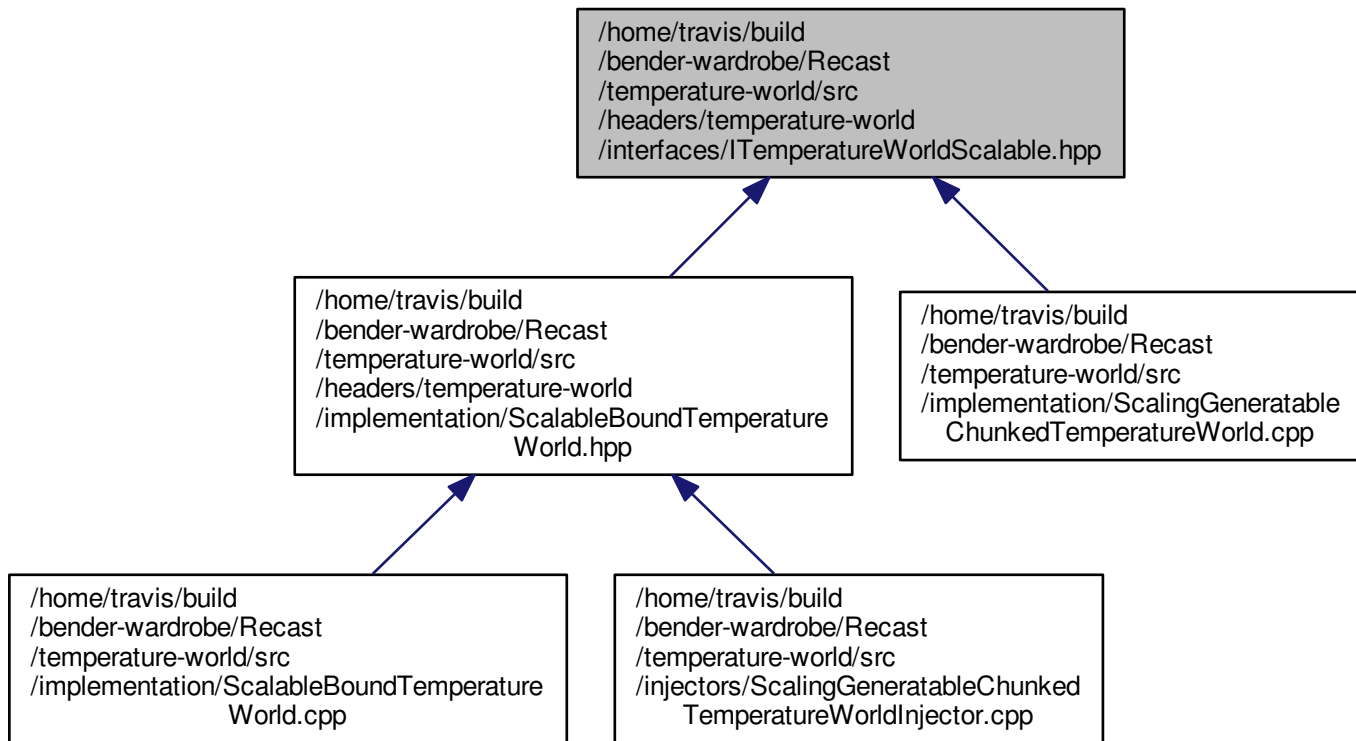 /home/travis/build
/bender-wardrobe/Recast
/temperature-world/src
/headers/temperature-world
/interfaces/ITemperatureWorldScalable.hpp
/home/travis/build
/bender-wardrobe/Recast
/temperature-world/src
/headers/temperature-world
/implementation/ScalableBoundTemperature
World.hpp
/home/travis/build
/bender-wardrobe/Recast
/temperature-world/src
/implementation/ScalingGeneratable
ChunkedTemperatureWorld.cpp
/home/travis/build
/bender-wardrobe/Recast
/temperature-world/src
/implementation/ScalableBoundTemperature
World.cpp
/home/travis/build
/bender-wardrobe/Recast
/temperature-world/src
/injectors/ScalingGeneratableChunked
TemperatureWorldInjector.cpp